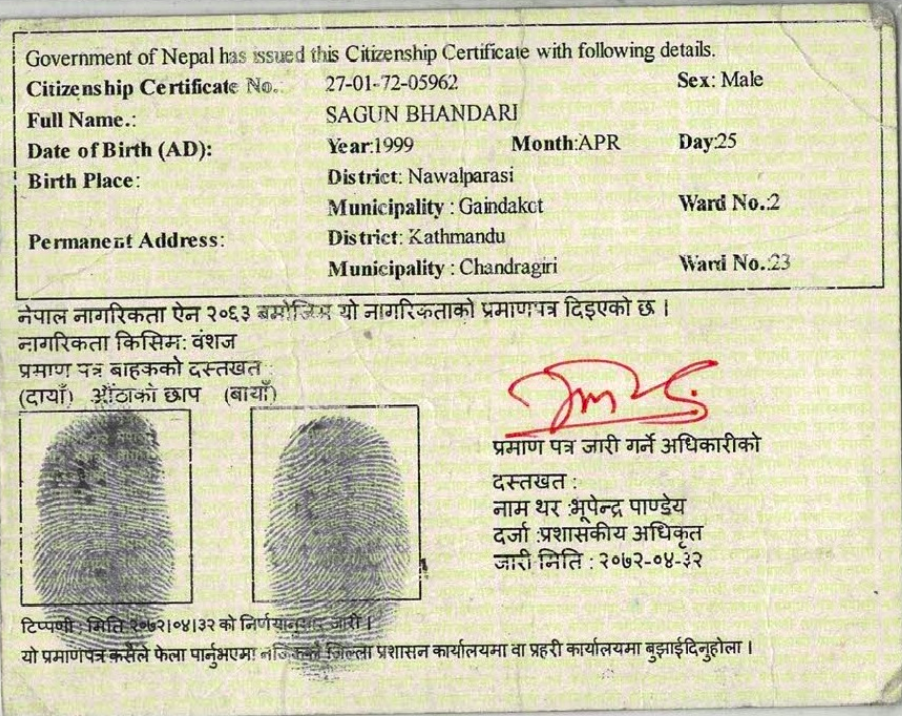 Government of Nepal has issued this Citizenship Certificate with following details.
Citizenship Certificate No.: 27-01-72-05962 Sex: Male
Full Name.: SAGUN BHANDARI
Date of Birth (AD): Year:1999 Month:APR Day:25
Birth Place: District: Nawalparasi
Municipality : Gaindakot Ward No.:2
Permanent Address: District: Kathmandu
Municipality : Chandragiri Ward No.:23
नेपाल नागरिकता ऐन २०६३ बमोजिम यो नागरिकताको प्रमाणपत्र दिइएको छ ।
नागरिकता किसिम: वंशज
प्रमाण पत्र बाहकको दस्तखत :
(दायाँ) औंठाको छाप (बायाँ)
प्रमाण पत्र जारी गर्ने अधिकारीको
दस्तखत :
नाम थर :भूपेन्द्र पाण्डेय
दर्जा :प्रशासकीय अधिकृत
जारी मिति : २०७२-०४-३२
टिप्पणी : मिति २०७२|०४|३२ को निर्णयानुसार जारी ।
यो प्रमाणपत्र कसैले फेला पार्नुभएमा नजिकको जिल्ला प्रशासन कार्यालयमा वा प्रहरी कार्यालयमा बुझाईदिनुहोला ।